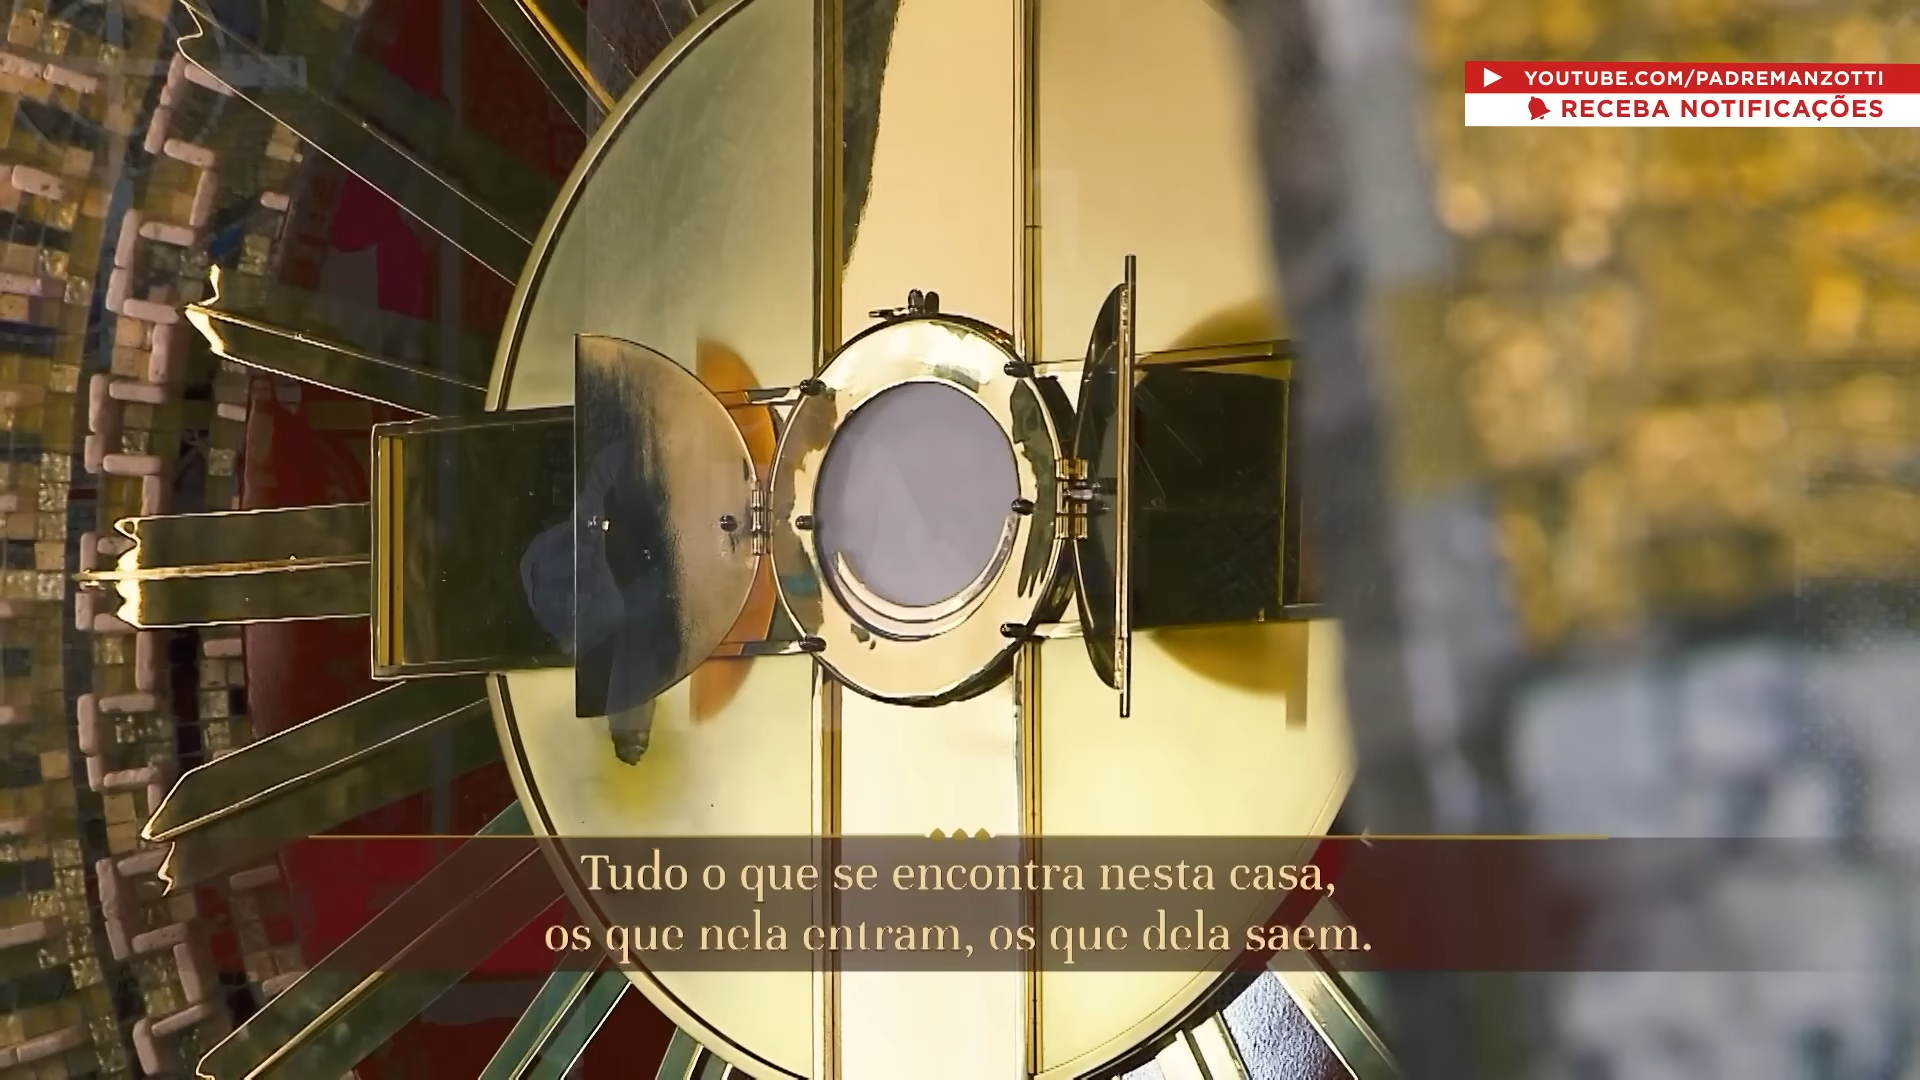 YOUTUBE.COM/PADREMANZOTTI
RECEBA NOTIFICAÇÕES
Tudo o que se encontra nesta casa,
os que nela entram, os que dela saem.